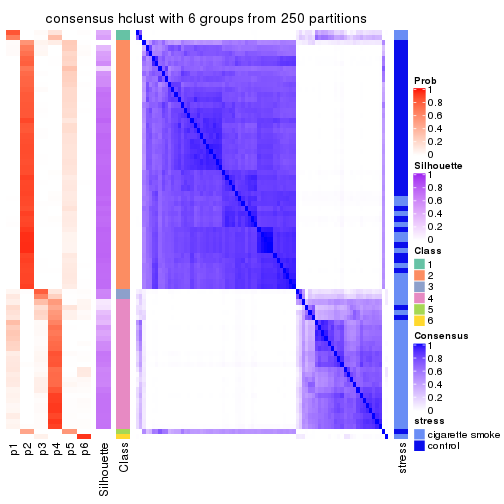 consensus hclust with 6 groups from 250 partitions
Prob
1
0.8
0.6
0.4
0.2
0
Silhouette
1
0.8
0.6
0.4
0.2
0
Class
1
2
3
4
5
6
Consensus
1
0.8
0.6
0.4
0.2
0
stress
cigarette smoke
control
p1
p2
p3
p4
p5
p6
Silhouette
Class
stress